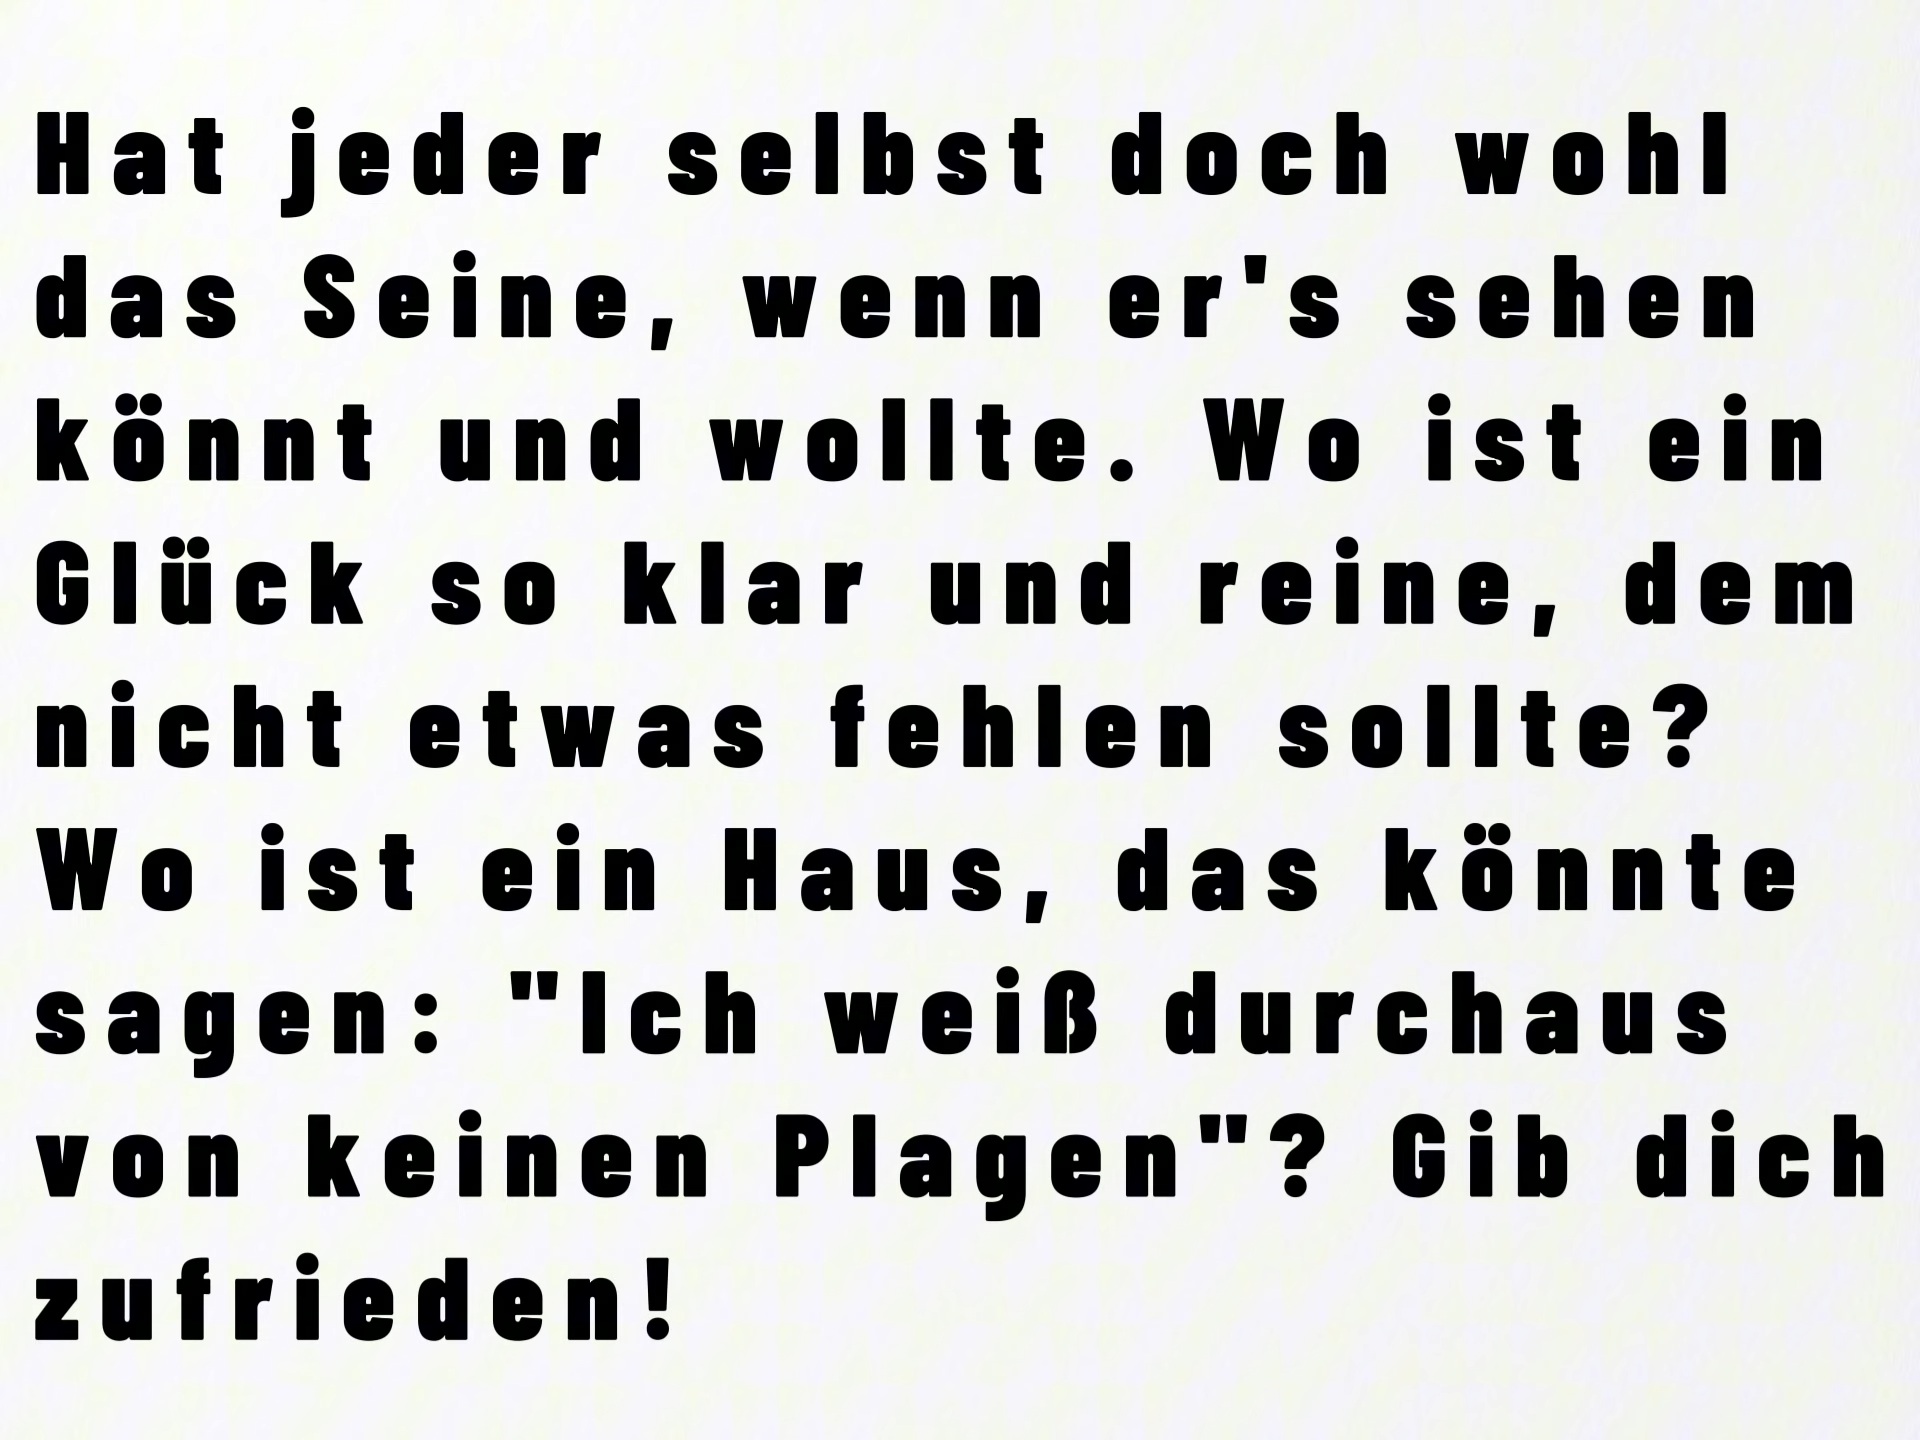 Hat jeder selbst doch wohl
das Seine, wenn er's sehen
könnt und wollte. Wo ist ein
Glück so klar und reine, dem
nicht etwas fehlen sollte?
Wo ist ein Haus, das könnte
sagen: "Ich weiß durchaus
von keinen Plagen"? Gib dich
zufrieden!